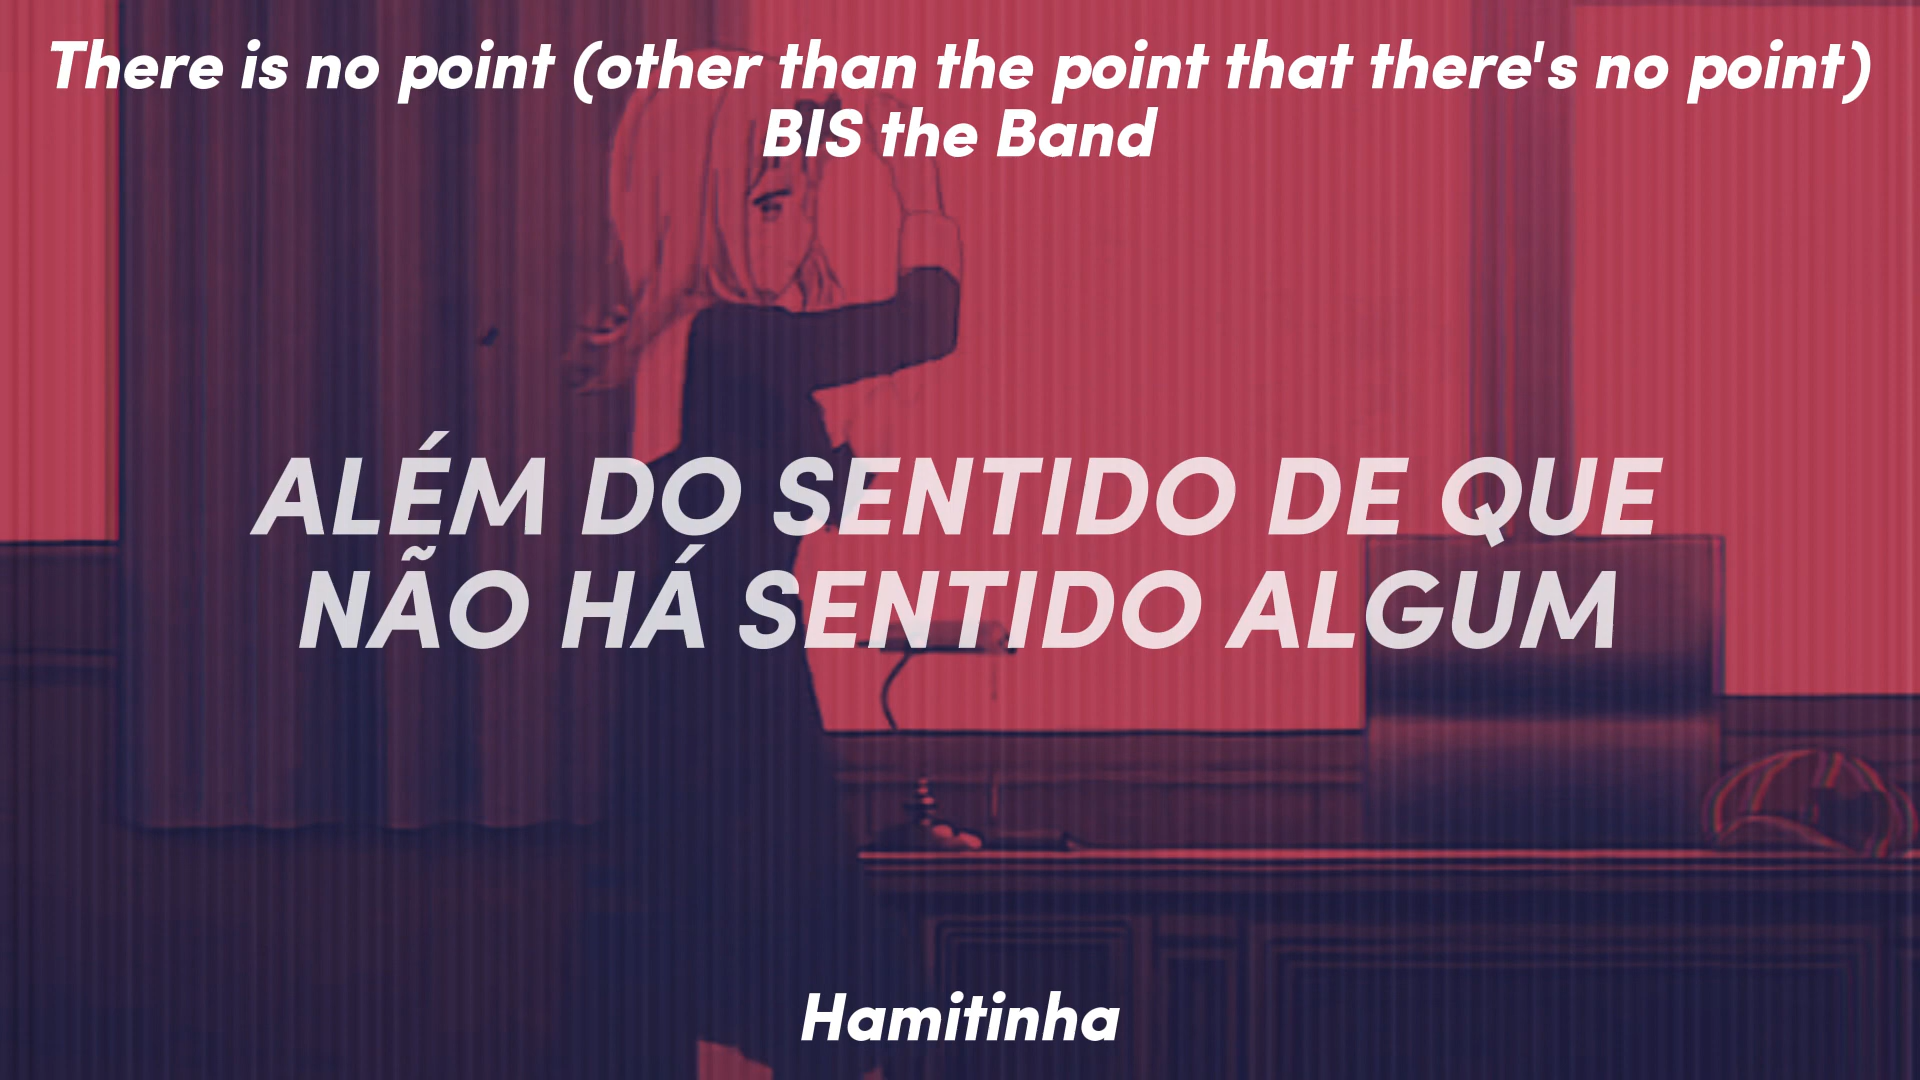 There is no point (other than the point that there's no point)
BIS the Band
ALÉM DO SENTIDO DE QUE
NÃO HÁ SENTIDO ALGUM
Hamitinha